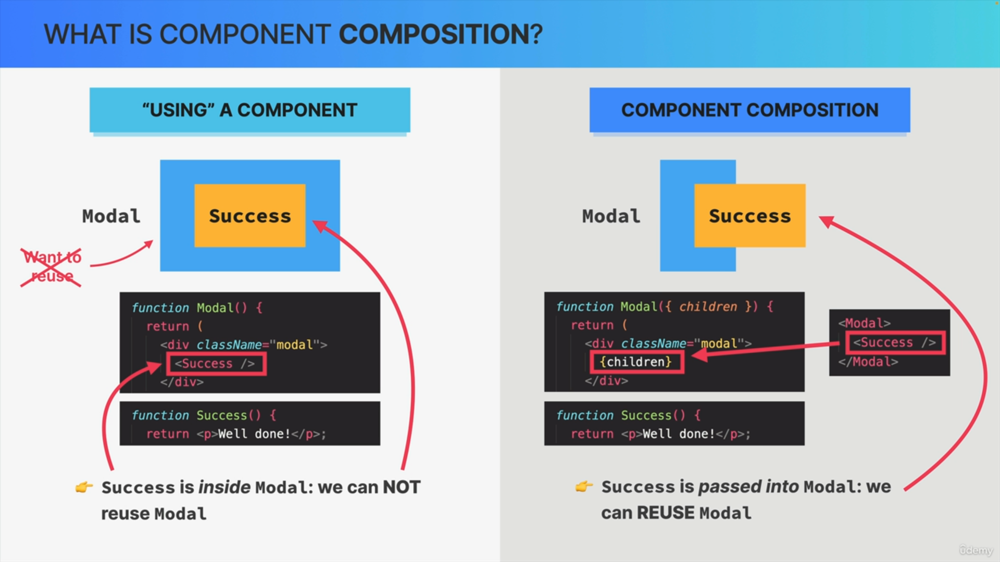 WHAT IS COMPONENT COMPOSITION?
“USING” A COMPONENT
Modal
Success
Want to
reuse
function Modal() {
return (
<div className="modal">
<Success />
</div>
function Success() {
return <p>Well done!</p>;
👉 Success is inside Modal: we can NOT
reuse Modal
COMPONENT COMPOSITION
Modal
Success
function Modal({ children }) {
return (
<div className="modal">
{children}
</div>
<Modal>
<Success />
</Modal>
function Success() {
return <p>Well done!</p>;
👉 Success is passed into Modal: we
can REUSE Modal
ûdemy